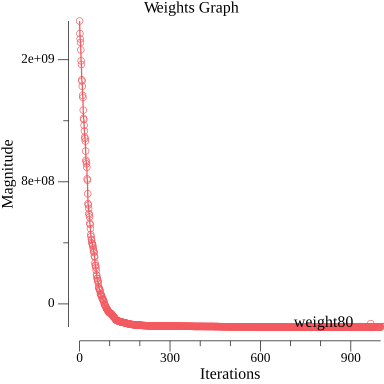 Weights Graph
2e+09
8e+08
0
Magnitude
weight80
0 300 600 900
Iterations